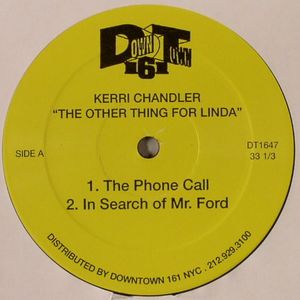 DOWN TOWN
161
KERRI CHANDLER
"THE OTHER THING FOR LINDA"
SIDE A
DT1647
33 1/3
1. The Phone Call
2. In Search of Mr. Ford
DISTRIBUTED BY DOWNTOWN 161 NYC . 212.929.3100